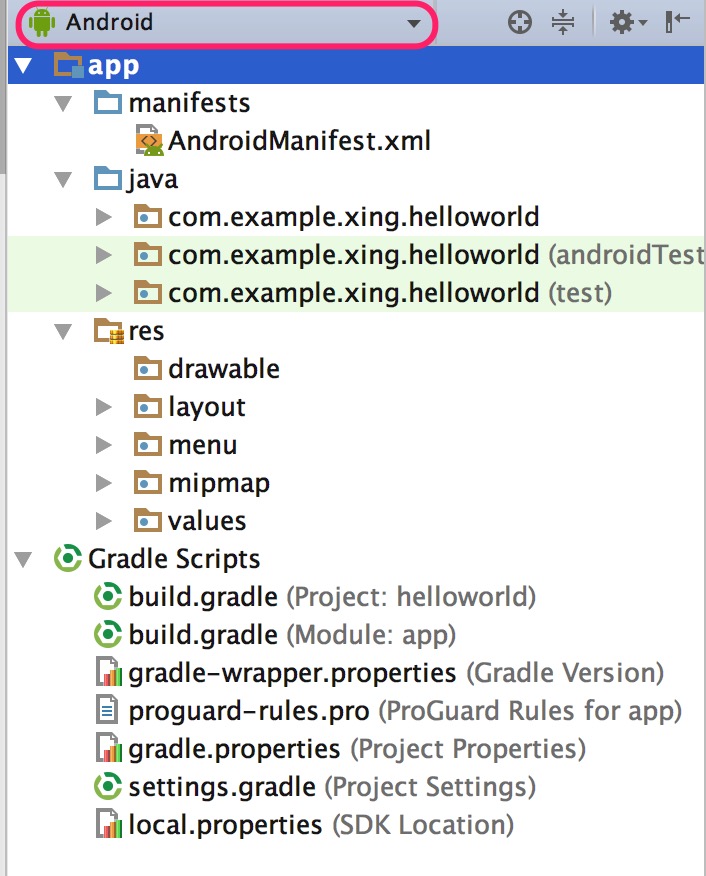 Android
app
manifests
AndroidManifest.xml
java
com.example.xing.helloworld
com.example.xing.helloworld (androidTest
com.example.xing.helloworld (test)
res
drawable
layout
menu
mipmap
values
Gradle Scripts
build.gradle (Project: helloworld)
build.gradle (Module: app)
gradle-wrapper.properties (Gradle Version)
proguard-rules.pro (ProGuard Rules for app)
gradle.properties (Project Properties)
settings.gradle (Project Settings)
local.properties (SDK Location)